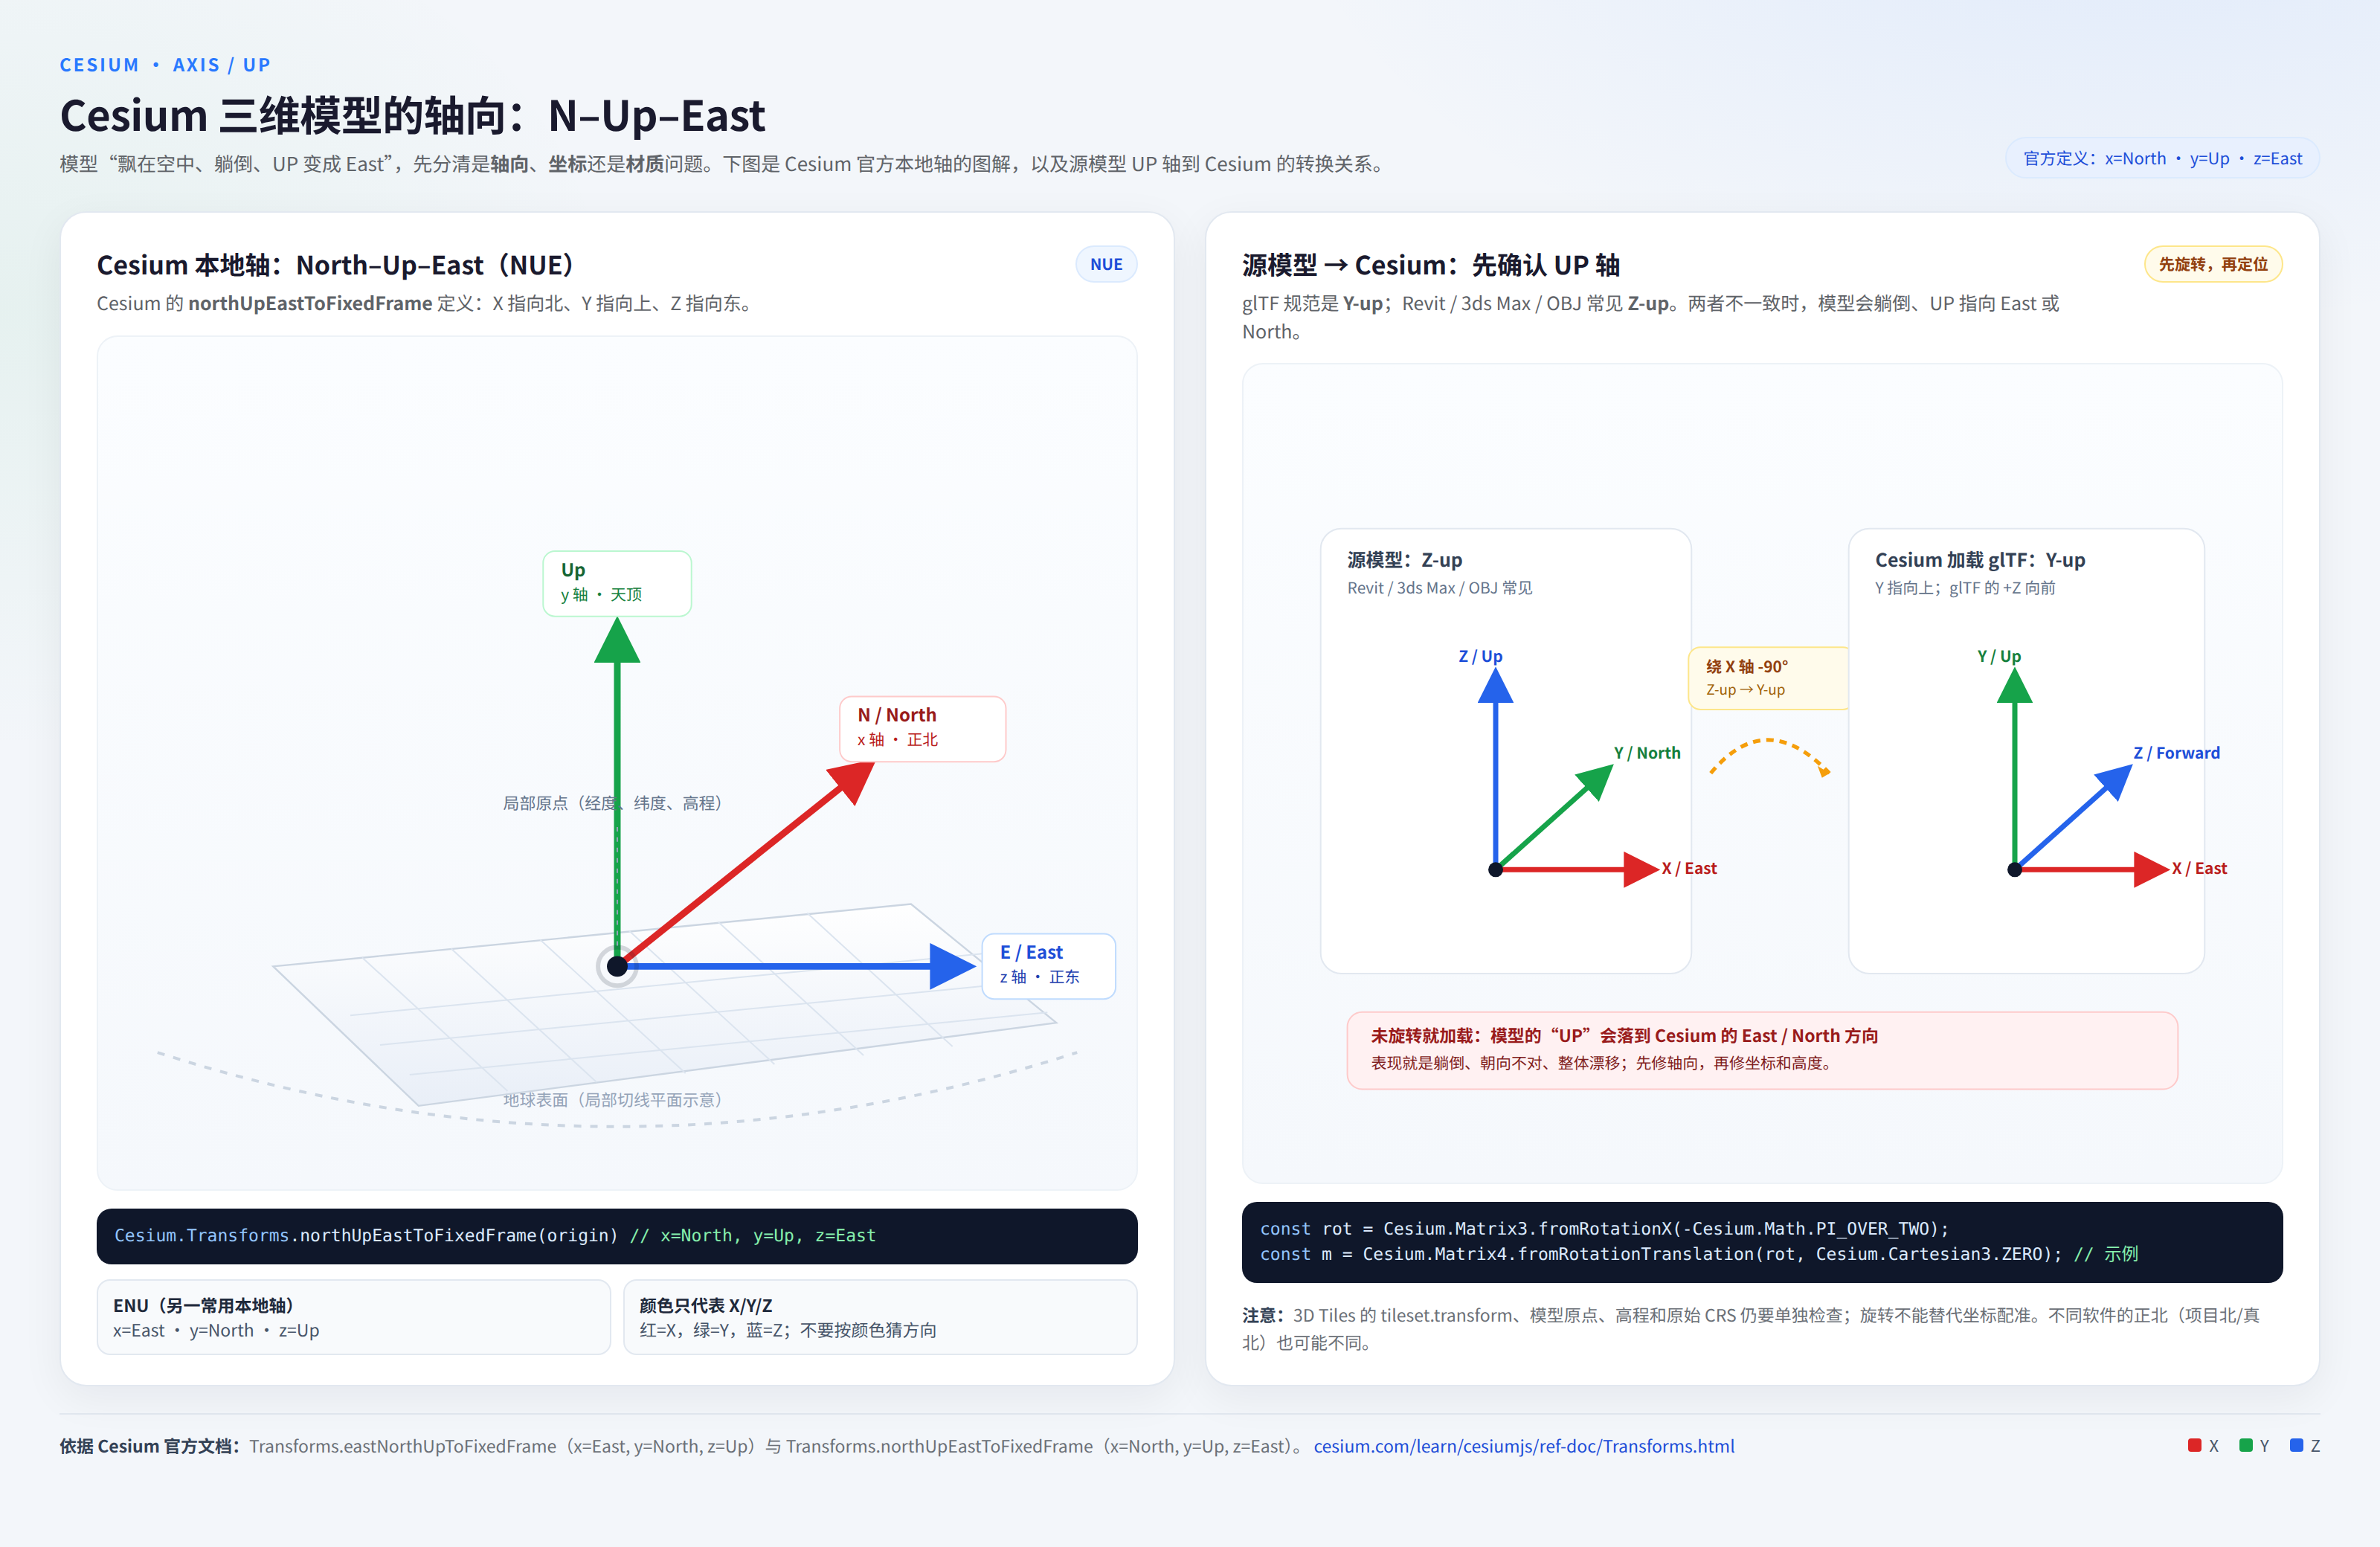 CESIUM · AXIS / UP
Cesium 三维模型的轴向：N–Up–East
模型“飘在空中、躺倒、UP 变成 East”，先分清是轴向、坐标还是材质问题。下图是 Cesium 官方本地轴的图解，以及源模型 UP 轴到 Cesium 的转换关系。
官方定义：x=North · y=Up · z=East
Cesium 本地轴：North–Up–East（NUE）
NUE
Cesium 的 northUpEastToFixedFrame 定义：X 指向北、Y 指向上、Z 指向东。
Up
y 轴 · 天顶
N / North
x 轴 · 正北
局部原点（经度、纬度、高程）
E / East
z 轴 · 正东
地球表面（局部切线平面示意）
Cesium.Transforms.northUpEastToFixedFrame(origin) // x=North, y=Up, z=East
ENU（另一常用本地轴）
x=East · y=North · z=Up
颜色只代表 X/Y/Z
红=X，绿=Y，蓝=Z；不要按颜色猜方向
源模型 → Cesium：先确认 UP 轴
先旋转，再定位
glTF 规范是 Y-up；Revit / 3ds Max / OBJ 常见 Z-up。两者不一致时，模型会躺倒、UP 指向 East 或
North。
源模型：Z-up
Revit / 3ds Max / OBJ 常见
Z / Up
Y / North
X / East
绕 X 轴 -90°
Z-up → Y-up
Cesium 加载 glTF：Y-up
Y 指向上；glTF 的 +Z 向前
Y / Up
Z / Forward
X / East
未旋转就加载：模型的“UP”会落到 Cesium 的 East / North 方向
表现就是躺倒、朝向不对、整体漂移；先修轴向，再修坐标和高度。
const rot = Cesium.Matrix3.fromRotationX(-Cesium.Math.PI_OVER_TWO);
const m = Cesium.Matrix4.fromRotationTranslation(rot, Cesium.Cartesian3.ZERO); // 示例
注意：3D Tiles 的 tileset.transform、模型原点、高程和原始 CRS 仍要单独检查；旋转不能替代坐标配准。不同软件的正北（项目北/真
北）也可能不同。
依据 Cesium 官方文档：Transforms.eastNorthUpToFixedFrame（x=East, y=North, z=Up）与 Transforms.northUpEastToFixedFrame（x=North, y=Up, z=East）。 cesium.com/learn/cesiumjs/ref-doc/Transforms.html
X Y Z